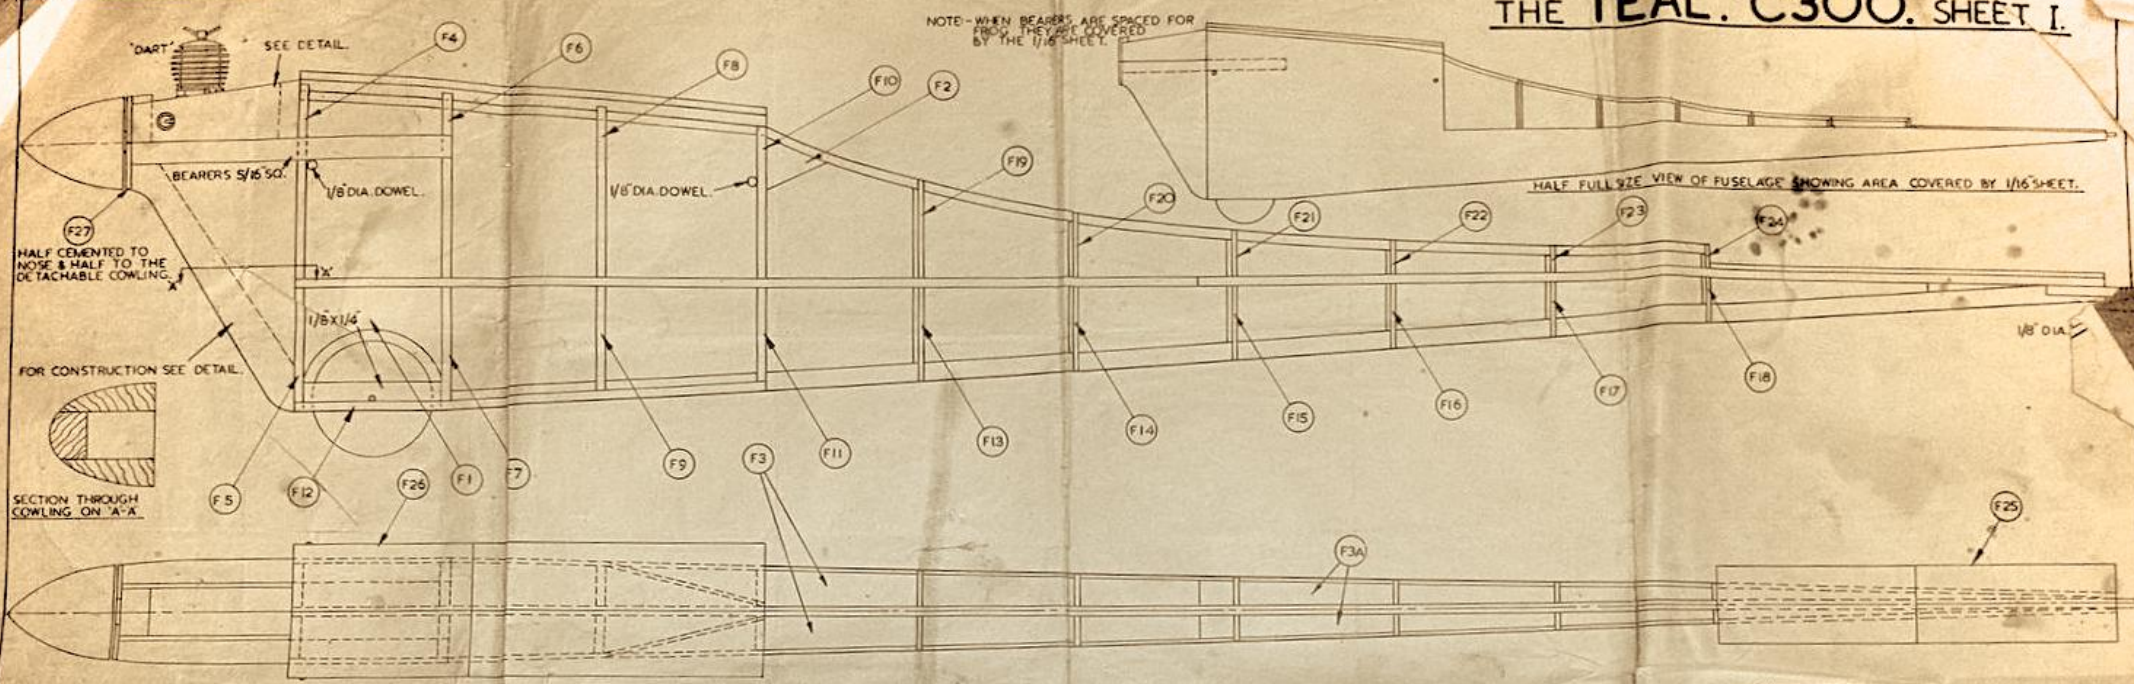 THE TEAL. C300. SHEET I.
NOTE:- WHEN BEARERS ARE SPACED FOR
FROG THEY ARE COVERED
BY THE 1/16" SHEET.
"DART"
SEE DETAIL.
F4
F6
F8
F10
F2
BEARERS 5/16" SQ.
1/8" DIA. DOWEL.
1/8" DIA. DOWEL.
F19
HALF FULL SIZE VIEW OF FUSELAGE SHOWING AREA COVERED BY 1/16" SHEET.
F20
F21
F22
F23
F24
F27
HALF CEMENTED TO
NOSE & HALF TO THE
DETACHABLE COWLING.
'A'
'A'
1/8" X 1/4"
1/8" DIA.
FOR CONSTRUCTION SEE DETAIL.
F18
F17
F16
F15
F14
F13
F11
F3
F9
F7
F1
F26
F12
F5
SECTION THROUGH
COWLING ON 'A-A'
F25
F3A